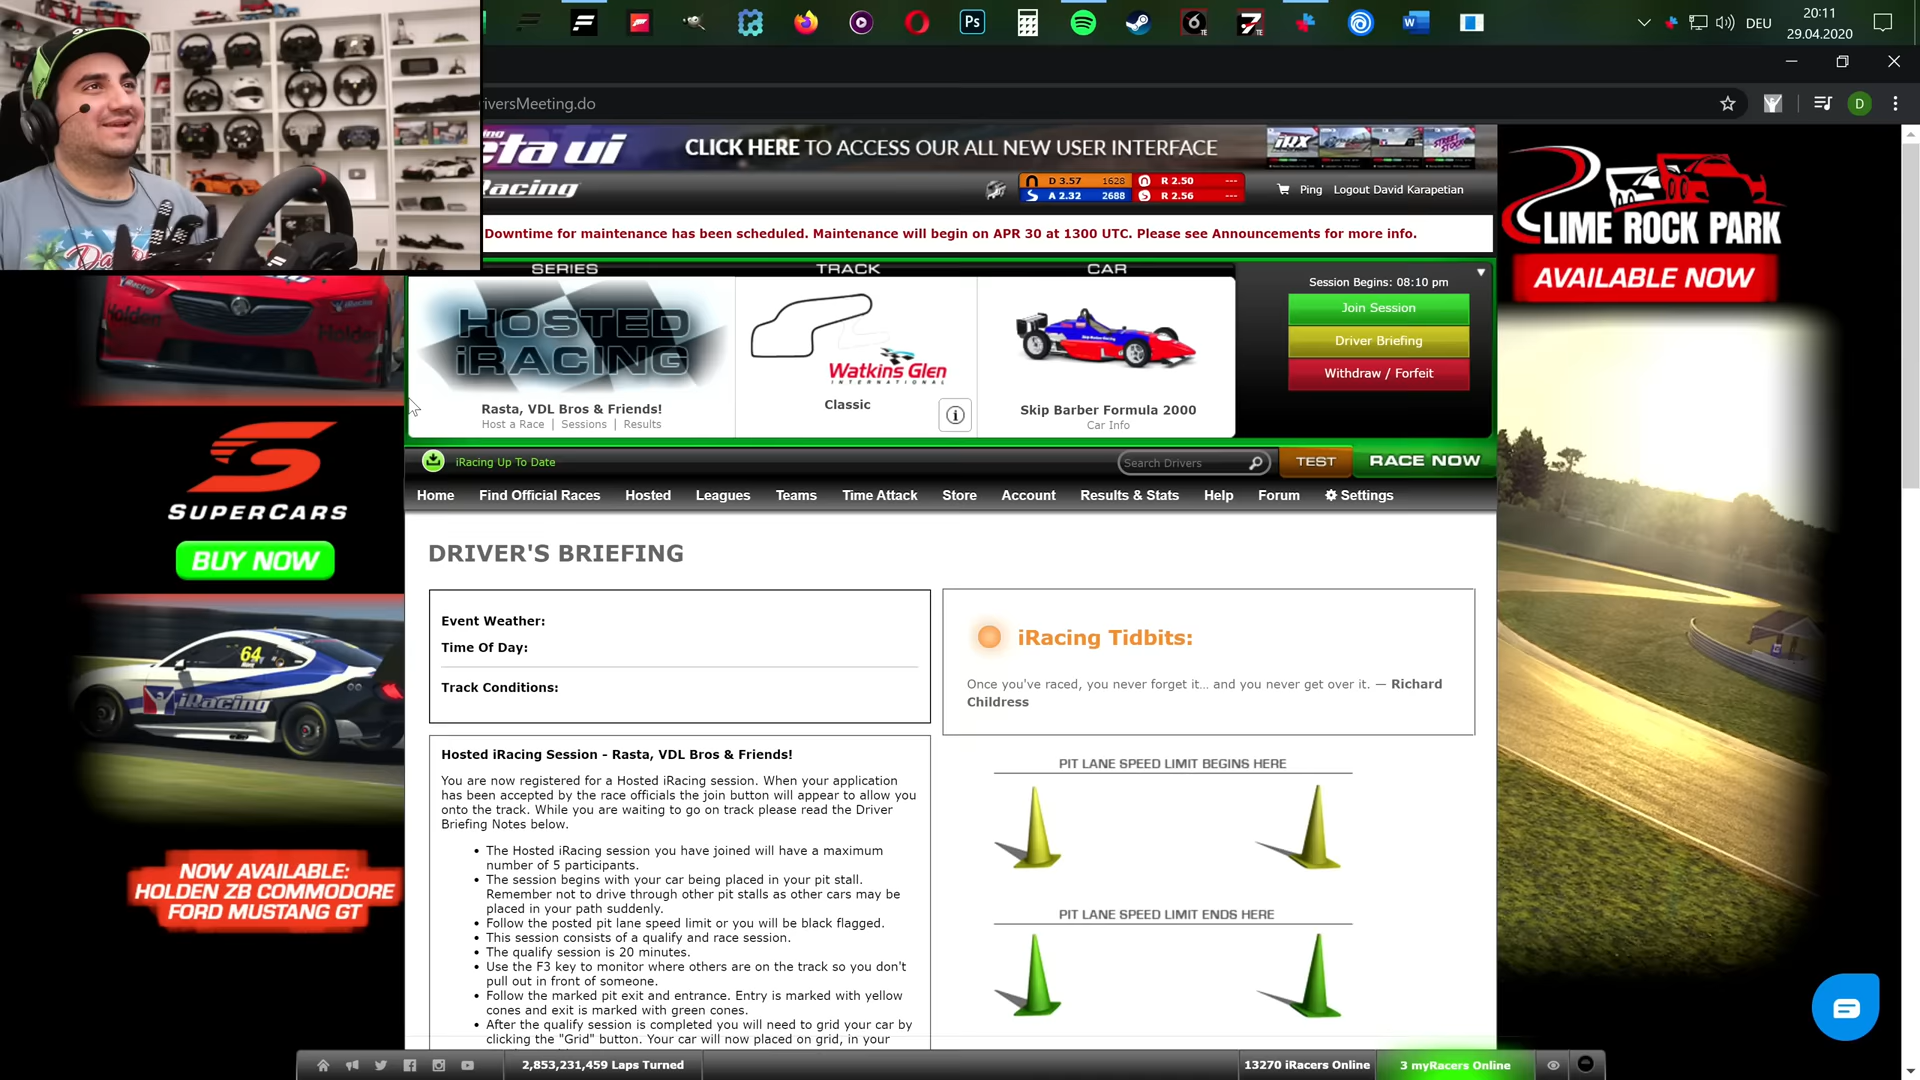 Ps
DEU
20:11
29.04.2020
iversMeeting.do
D
eta ui
CLICK HERE TO ACCESS OUR ALL NEW USER INTERFACE
iRX
STREET STOCK
Racing
D 3.57 1628
R 2.50 ---
A 2.32 2688
R 2.56 ---
Ping
Logout David Karapetian
Downtime for maintenance has been scheduled. Maintenance will begin on APR 30 at 1300 UTC. Please see Announcements for more info.
SERIES
TRACK
CAR
Session Begins: 08:10 pm
HOSTED
iRACING
Watkins Glen
INTERNATIONAL
Join Session
Driver Briefing
Withdraw / Forfeit
Rasta, VDL Bros & Friends!
Host a Race | Sessions | Results
Classic
Skip Barber Formula 2000
Car Info
iRacing Up To Date
Search Drivers
TEST
RACE NOW
Home
Find Official Races
Hosted
Leagues
Teams
Time Attack
Store
Account
Results & Stats
Help
Forum
Settings
DRIVER'S BRIEFING
Event Weather:
Time Of Day:
Track Conditions:
iRacing Tidbits:
Once you've raced, you never forget it... and you never get over it. — Richard
Childress
Hosted iRacing Session - Rasta, VDL Bros & Friends!
You are now registered for a Hosted iRacing session. When your application
has been accepted by the race officials the join button will appear to allow you
onto the track. While you are waiting to go on track please read the Driver
Briefing Notes below.
• The Hosted iRacing session you have joined will have a maximum
number of 5 participants.
• The session begins with your car being placed in your pit stall.
Remember not to drive through other pit stalls as other cars may be
placed in your path suddenly.
• Follow the posted pit lane speed limit or you will be black flagged.
• This session consists of a qualify and race session.
• The qualify session is 20 minutes.
• Use the F3 key to monitor where others are on the track so you don't
pull out in front of someone.
• Follow the marked pit exit and entrance. Entry is marked with yellow
cones and exit is marked with green cones.
• After the qualify session is completed you will need to grid your car by
clicking the "Grid" button. Your car will now placed on grid, in your
PIT LANE SPEED LIMIT BEGINS HERE
PIT LANE SPEED LIMIT ENDS HERE
LIME ROCK PARK
AVAILABLE NOW
Holden
SUPERCARS
BUY NOW
64
iRacing
NOW AVAILABLE:
HOLDEN ZB COMMODORE
FORD MUSTANG GT
2,853,231,459 Laps Turned
13270 iRacers Online
3 myRacers Online